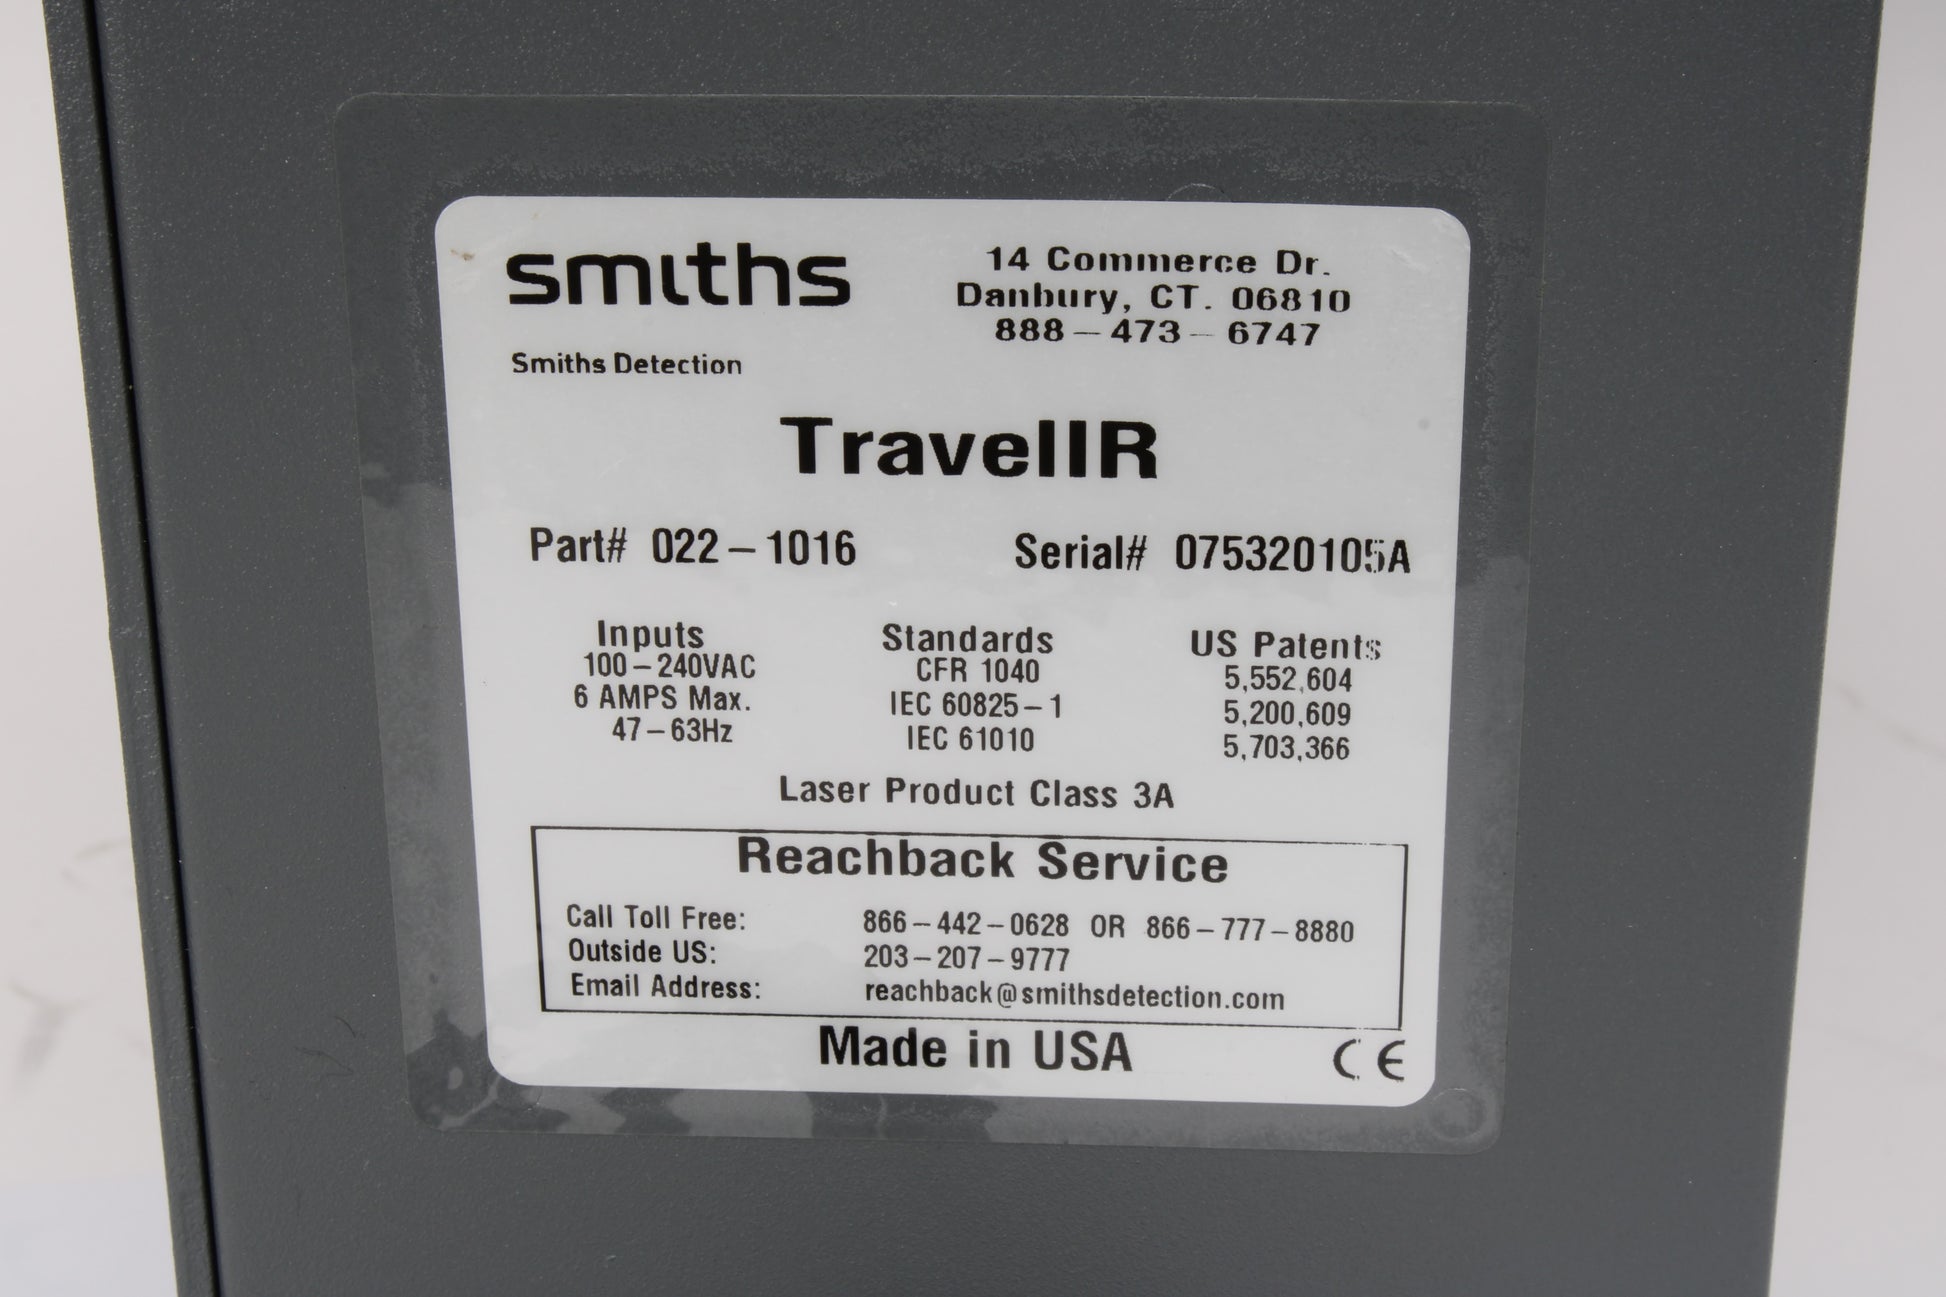 smiths
Smiths Detection
14 Commerce Dr.
Danbury, CT. 06810
888-473-6747
TravelIR
Part# 022-1016
Serial# 075320105A
Inputs
100-240VAC
6 AMPS Max.
47-63Hz
Standards
CFR 1040
IEC 60825-1
IEC 61010
US Patents
5,552,604
5,200,609
5,703,366
Laser Product Class 3A
Reachback Service
Call Toll Free: 866-442-0628 OR 866-777-8880
Outside US: 203-207-9777
Email Address: reachback@smithsdetection.com
Made in USA
CE